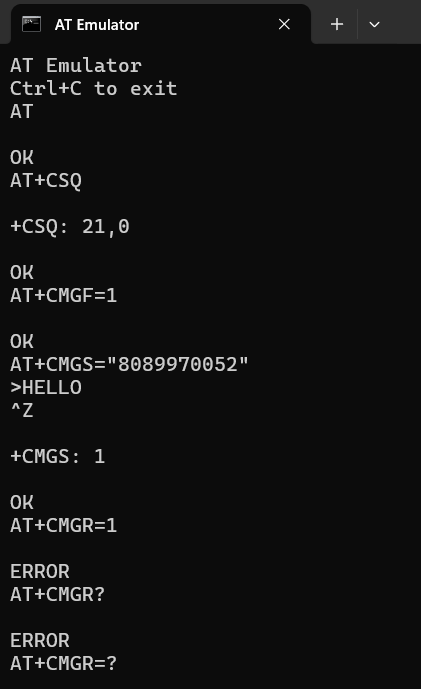 AT Emulator
AT Emulator
Ctrl+C to exit
AT
OK
AT+CSQ
+CSQ: 21,0
OK
AT+CMGF=1
OK
AT+CMGS="8089970052"
>HELLO
^Z
+CMGS: 1
OK
AT+CMGR=1
ERROR
AT+CMGR?
ERROR
AT+CMGR=?